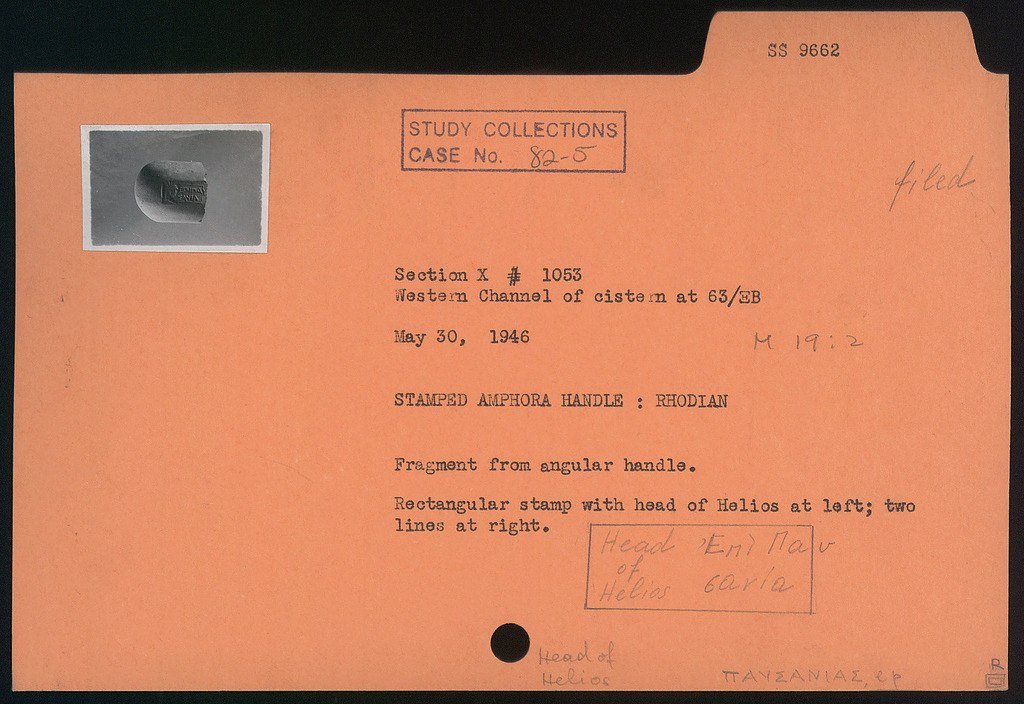 SS 9662
STUDY COLLECTIONS
CASE No. 82-5
filed
Section X # 1053
Western Channel of cistern at 63/ΞB
May 30, 1946
M 19:2
STAMPED AMPHORA HANDLE : RHODIAN
Fragment from angular handle.
Rectangular stamp with head of Helios at left; two
lines at right.
Head Ἐπὶ Παυ
of
Helios σανία
Head of
Helios
ΠΑΥΣΑΝΙΑΣ, ep
R